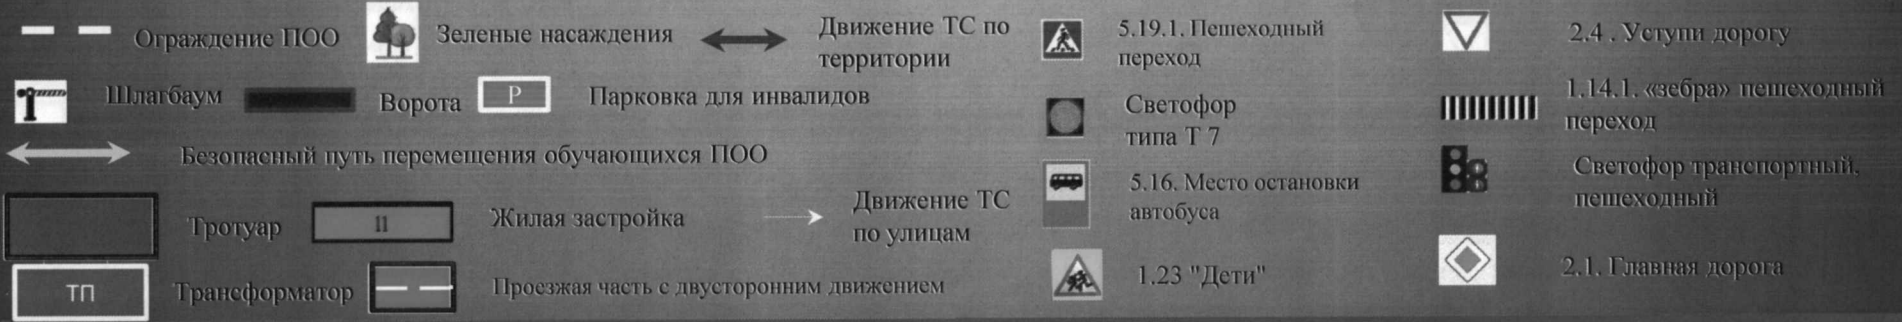 Ограждение ПОО
Зеленые насаждения
Движение ТС по
территории
5.19.1. Пешеходный
переход
2.4 . Уступи дорогу
Шлагбаум
Ворота
Р
Парковка для инвалидов
Светофор
типа Т 7
1.14.1. «зебра» пешеходный
переход
Безопасный путь перемещения обучающихся ПОО
5.16. Место остановки
автобуса
Светофор транспортный,
пешеходный
Тротуар
11
Жилая застройка
Движение ТС
по улицам
ТП
Трансформатор
Проезжая часть с двусторонним движением
1.23 "Дети"
2.1. Главная дорога